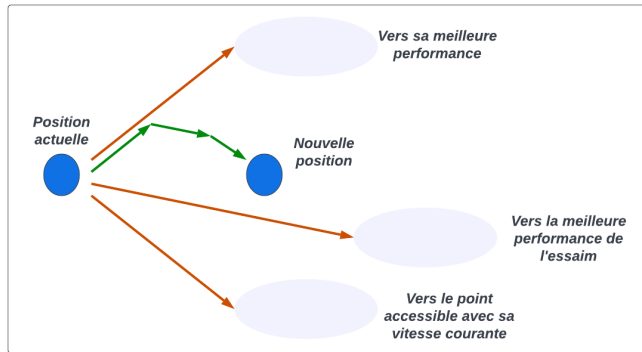 Vers sa meilleure
performance
Position
actuelle
Nouvelle
position
Vers la meilleure
performance de
l'essaim
Vers le point
accessible avec sa
vitesse courante